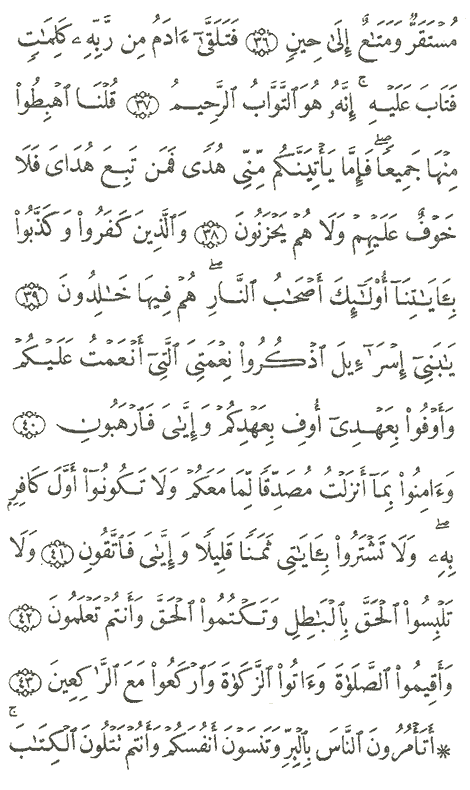 مُسْتَقَرٌّ وَمَتَٰعٌ إِلَىٰ حِينٍ ٣٦ فَتَلَقَّىٰٓ ءَادَمُ مِن رَّبِّهِۦ كَلِمَٰتٍ
فَتَابَ عَلَيْهِ ۚ إِنَّهُۥ هُوَ ٱلتَّوَّابُ ٱلرَّحِيمُ ٣٧ قُلْنَا ٱهْبِطُوا۟
مِنْهَا جَمِيعًا ۖ فَإِمَّا يَأْتِيَنَّكُم مِّنِّى هُدًى فَمَن تَبِعَ هُدَاىَ فَلَا
خَوْفٌ عَلَيْهِمْ وَلَا هُمْ يَحْزَنُونَ ٣٨ وَٱلَّذِينَ كَفَرُوا۟ وَكَذَّبُوا۟
بِـَٔايَٰتِنَآ أُو۟لَٰٓئِكَ أَصْحَٰبُ ٱلنَّارِ ۖ هُمْ فِيهَا خَٰلِدُونَ ٣٩
يَٰبَنِىٓ إِسْرَٰٓءِيلَ ٱذْكُرُوا۟ نِعْمَتِىَ ٱلَّتِىٓ أَنْعَمْتُ عَلَيْكُمْ
وَأَوْفُوا۟ بِعَهْدِىٓ أُوفِ بِعَهْدِكُمْ وَإِيَّٰىَ فَٱرْهَبُونِ ٤٠
وَءَامِنُوا۟ بِمَآ أَنزَلْتُ مُصَدِّقًا لِّمَا مَعَكُمْ وَلَا تَكُونُوٓا۟ أَوَّلَ كَافِرٍۭ
بِهِۦ ۖ وَلَا تَشْتَرُوا۟ بِـَٔايَٰتِى ثَمَنًا قَلِيلًا وَإِيَّٰىَ فَٱتَّقُونِ ٤١ وَلَا
تَلْبِسُوا۟ ٱلْحَقَّ بِٱلْبَٰطِلِ وَتَكْتُمُوا۟ ٱلْحَقَّ وَأَنتُمْ تَعْلَمُونَ ٤٢
وَأَقِيمُوا۟ ٱلصَّلَوٰةَ وَءَاتُوا۟ ٱلزَّكَوٰةَ وَٱرْكَعُوا۟ مَعَ ٱلرَّٰكِعِينَ ٤٣
* أَتَأْمُرُونَ ٱلنَّاسَ بِٱلْبِرِّ وَتَنسَوْنَ أَنفُسَكُمْ وَأَنتُمْ تَتْلُونَ ٱلْكِتَٰبَ ۚ